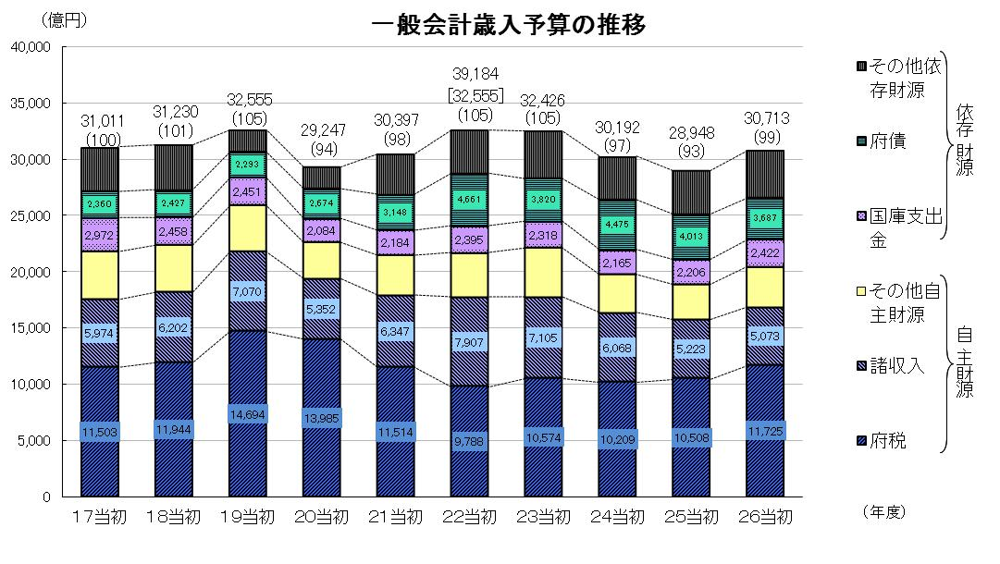 一般会計歳入予算の推移
（億円）
40,000
35,000
30,000
25,000
20,000
15,000
10,000
5,000
0
31,011
(100)
31,230
(101)
32,555
(105)
29,247
(94)
30,397
(98)
39,184
[32,555]
(105)
32,426
(105)
30,192
(97)
28,948
(93)
30,713
(99)
2,360
2,427
2,293
2,674
3,148
4,661
3,820
4,475
4,013
3,687
2,972
2,458
2,451
2,084
2,184
2,395
2,318
2,165
2,206
2,422
5,974
6,202
7,070
5,352
6,347
7,907
7,105
6,068
5,223
5,073
11,503
11,944
14,694
13,985
11,514
9,788
10,574
10,209
10,508
11,725
17当初
18当初
19当初
20当初
21当初
22当初
23当初
24当初
25当初
26当初
（年度）
その他依
存財源
府債
国庫支出
金
依存財源
その他自
主財源
諸収入
府税
自主財源